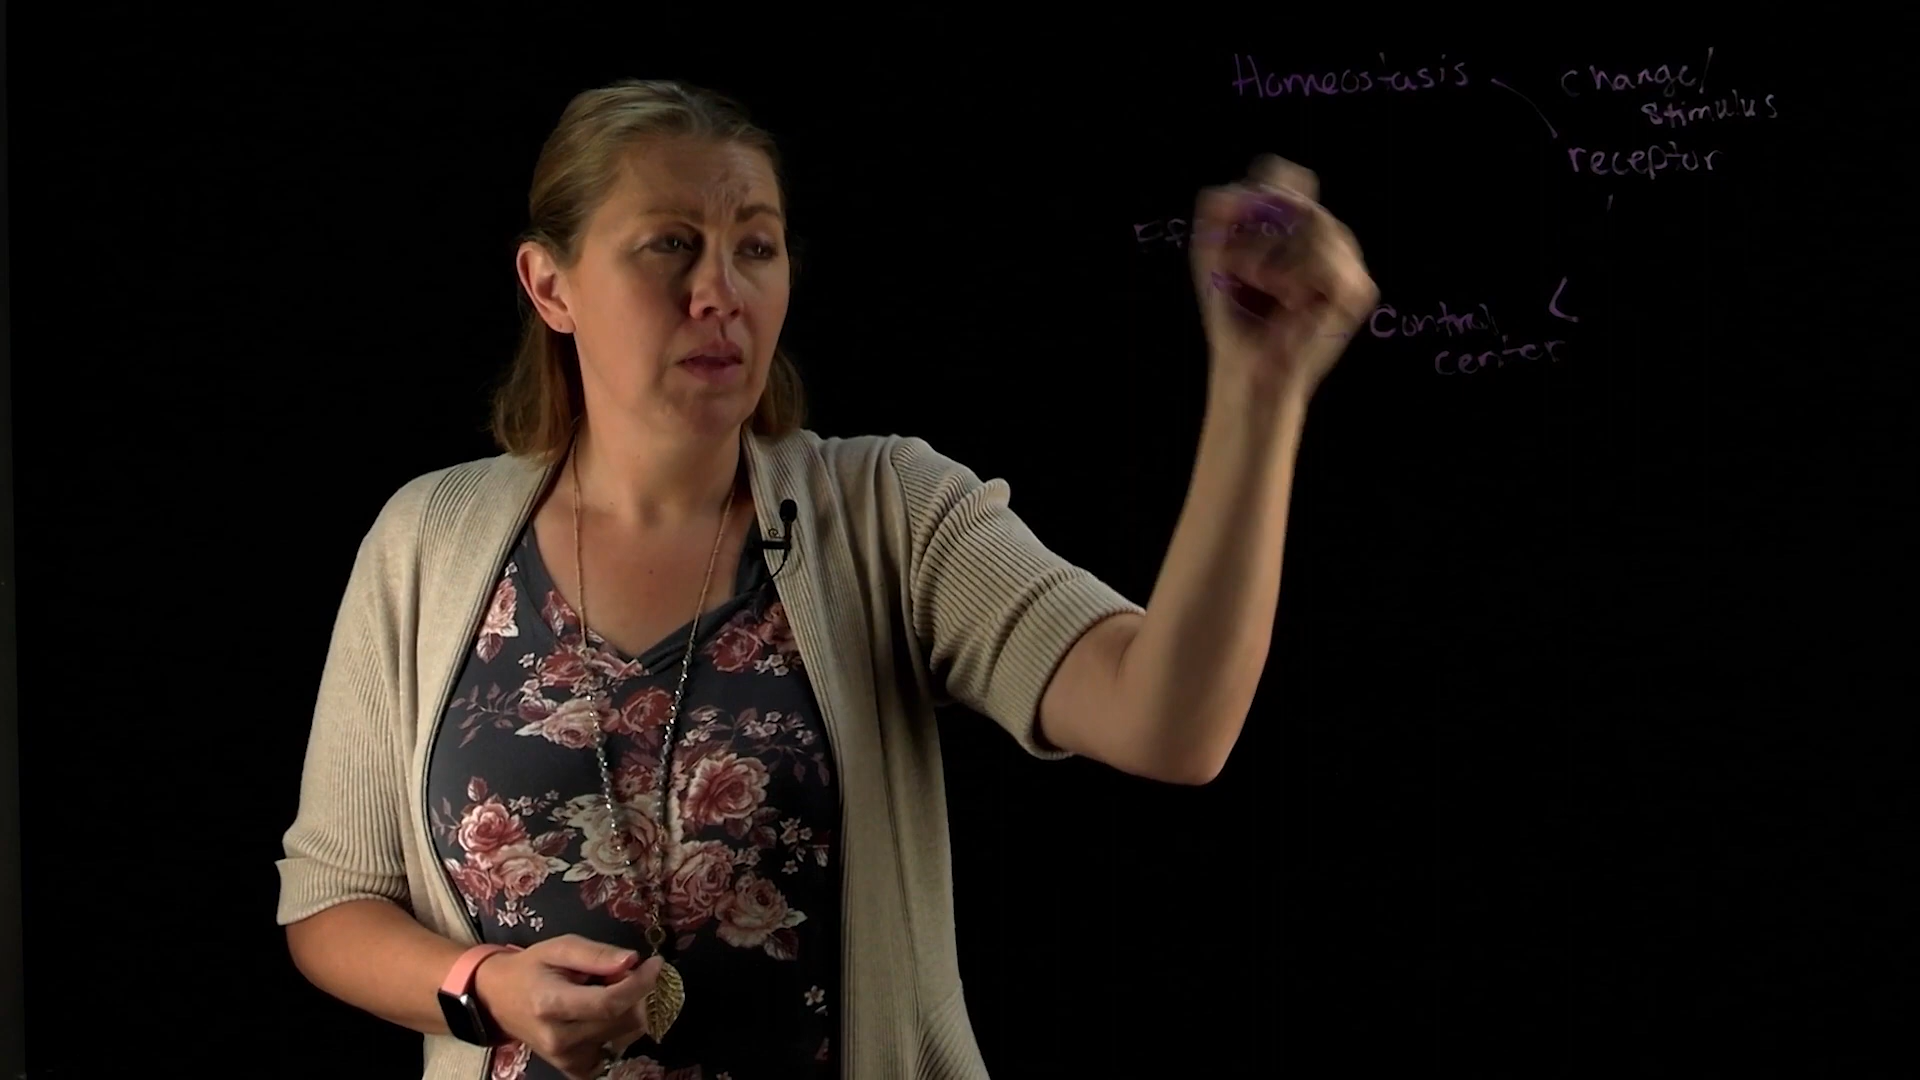 Homeostasis
change/
stimulus
receptor
control
center